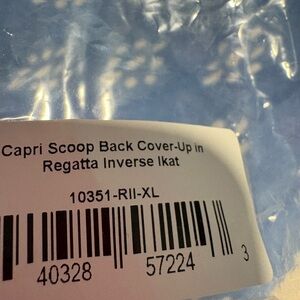 Capri Scoop Back Cover-Up in
Regatta Inverse Ikat
10351-RII-XL
40328 57224 3